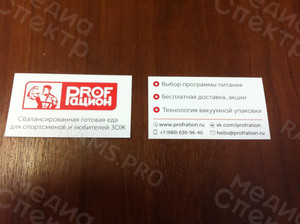 PROF
рацион
Сбалансированная готовая еда
для спортсменов и любителей ЗОЖ
Выбор программы питания
Бесплатная доставка, акции
Технология вакуумной упаковки
www.profration.ru vk.com/profration
+7 (980) 630-96-40 hello@profration.ru